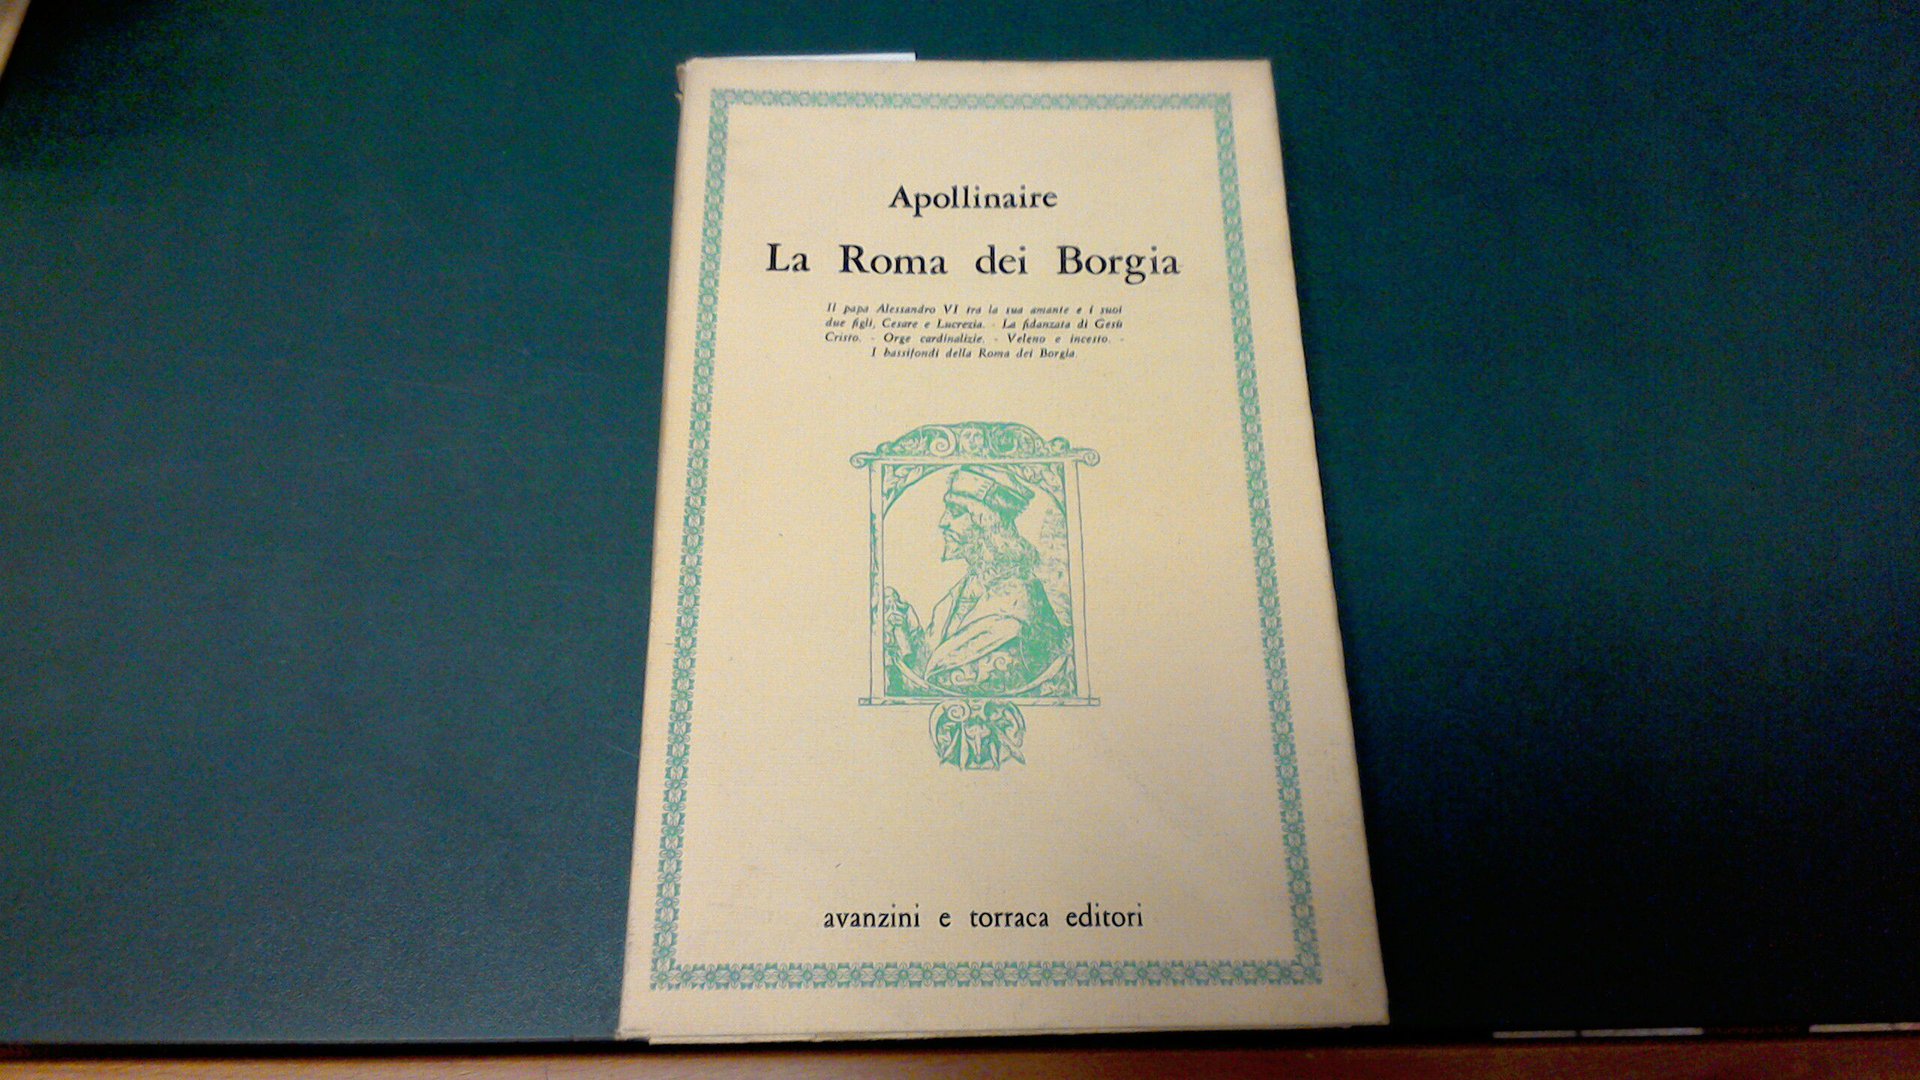 Apollinaire
La Roma dei Borgia
Il papa Alessandro VI tra la sua amante e i suoi
due figli, Cesare e Lucrezia. - La fidanzata di Gesù
Cristo. - Orge cardinalizie. - Veleno e incesto. -
I bassifondi della Roma dei Borgia.
avanzini e torraca editori